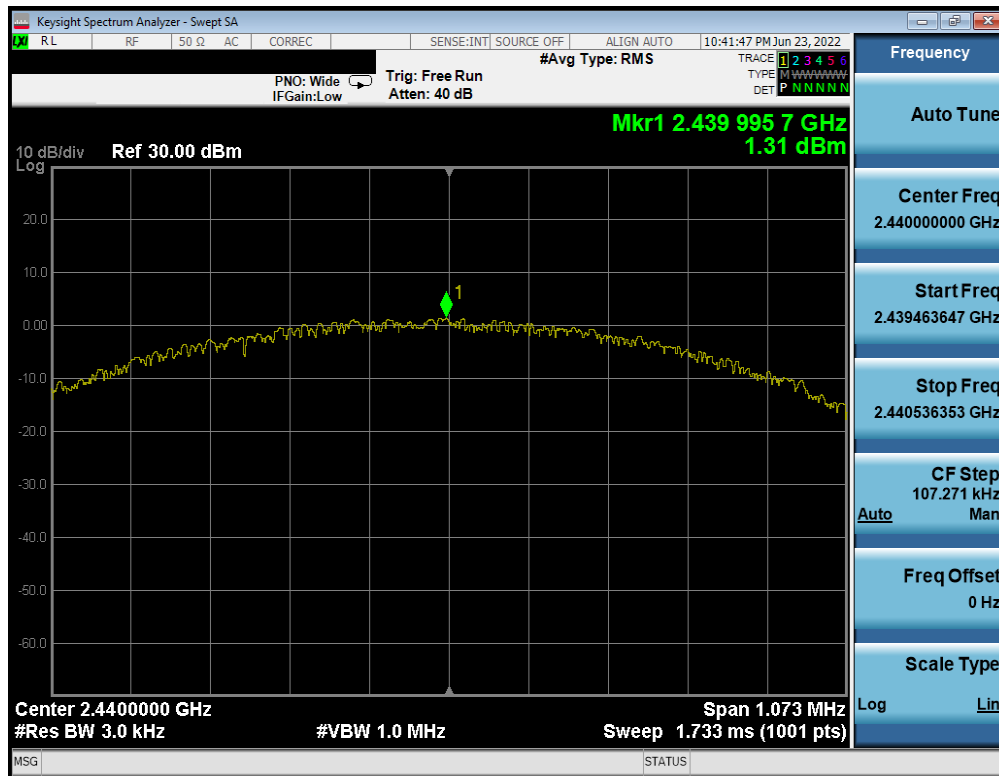 Keysight Spectrum Analyzer - Swept SA
LXI RL RF 50 Ω AC CORREC SENSE:INT SOURCE OFF ALIGN AUTO 10:41:47 PM Jun 23, 2022
#Avg Type: RMS TRACE 1 2 3 4 5 6
PNO: Wide Trig: Free Run TYPE M WWWWW
IFGain:Low Atten: 40 dB DET P N N N N N
Mkr1 2.439 995 7 GHz
1.31 dBm
10 dB/div Ref 30.00 dBm
Log
20.0
10.0
1
0.00
-10.0
-20.0
-30.0
-40.0
-50.0
-60.0
Center 2.4400000 GHz Span 1.073 MHz
#Res BW 3.0 kHz #VBW 1.0 MHz Sweep 1.733 ms (1001 pts)
MSG STATUS
Frequency
Auto Tune
Center Freq
2.440000000 GHz
Start Freq
2.439463647 GHz
Stop Freq
2.440536353 GHz
CF Step
107.271 kHz
Auto Man
Freq Offset
0 Hz
Scale Type
Log Lin